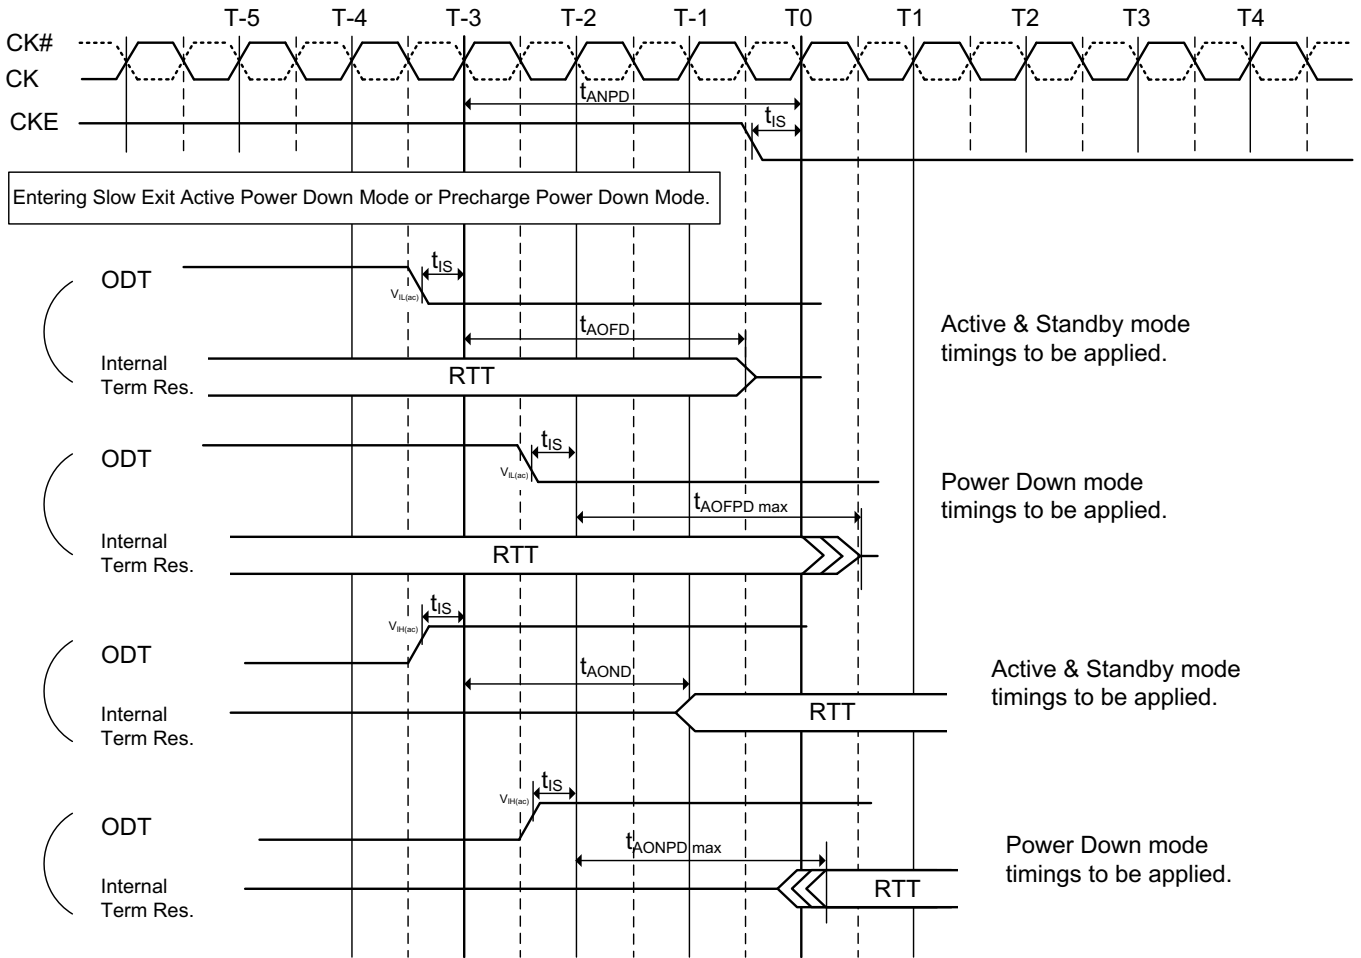 T-5 T-4 T-3 T-2 T-1 T0 T1 T2 T3 T4
CK#
CK
tANPD
CKE
tIS
Entering Slow Exit Active Power Down Mode or Precharge Power Down Mode.
ODT
tIS
VIL(ac)
tAOFD
Internal
Term Res.
RTT
Active & Standby mode
timings to be applied.
ODT
tIS
VIL(ac)
tAOFPD max
Internal
Term Res.
RTT
Power Down mode
timings to be applied.
ODT
tIS
VIH(ac)
tAOND
Internal
Term Res.
RTT
Active & Standby mode
timings to be applied.
ODT
tIS
VIH(ac)
tAONPD max
Internal
Term Res.
RTT
Power Down mode
timings to be applied.